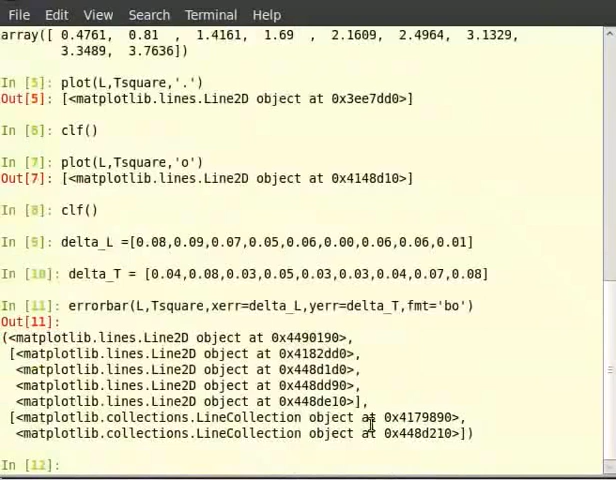 File Edit View Search Terminal Help
array([ 0.4761, 0.81 , 1.4161, 1.69 , 2.1609, 2.4964, 3.1329,
3.3489, 3.7636])
In [5]: plot(L,Tsquare,'.')
Out[5]: [<matplotlib.lines.Line2D object at 0x3ee7dd0>]
In [6]: clf()
In [7]: plot(L,Tsquare,'o')
Out[7]: [<matplotlib.lines.Line2D object at 0x4148d10>]
In [8]: clf()
In [9]: delta_L =[0.08,0.09,0.07,0.05,0.06,0.00,0.06,0.06,0.01]
In [10]: delta_T = [0.04,0.08,0.03,0.05,0.03,0.03,0.04,0.07,0.08]
In [11]: errorbar(L,Tsquare,xerr=delta_L,yerr=delta_T,fmt='bo')
Out[11]:
(<matplotlib.lines.Line2D object at 0x4490190>,
[<matplotlib.lines.Line2D object at 0x4182dd0>,
<matplotlib.lines.Line2D object at 0x448d1d0>,
<matplotlib.lines.Line2D object at 0x448dd90>,
<matplotlib.lines.Line2D object at 0x448de10>],
[<matplotlib.collections.LineCollection object at 0x4179890>,
<matplotlib.collections.LineCollection object at 0x448d210>])
In [12]: